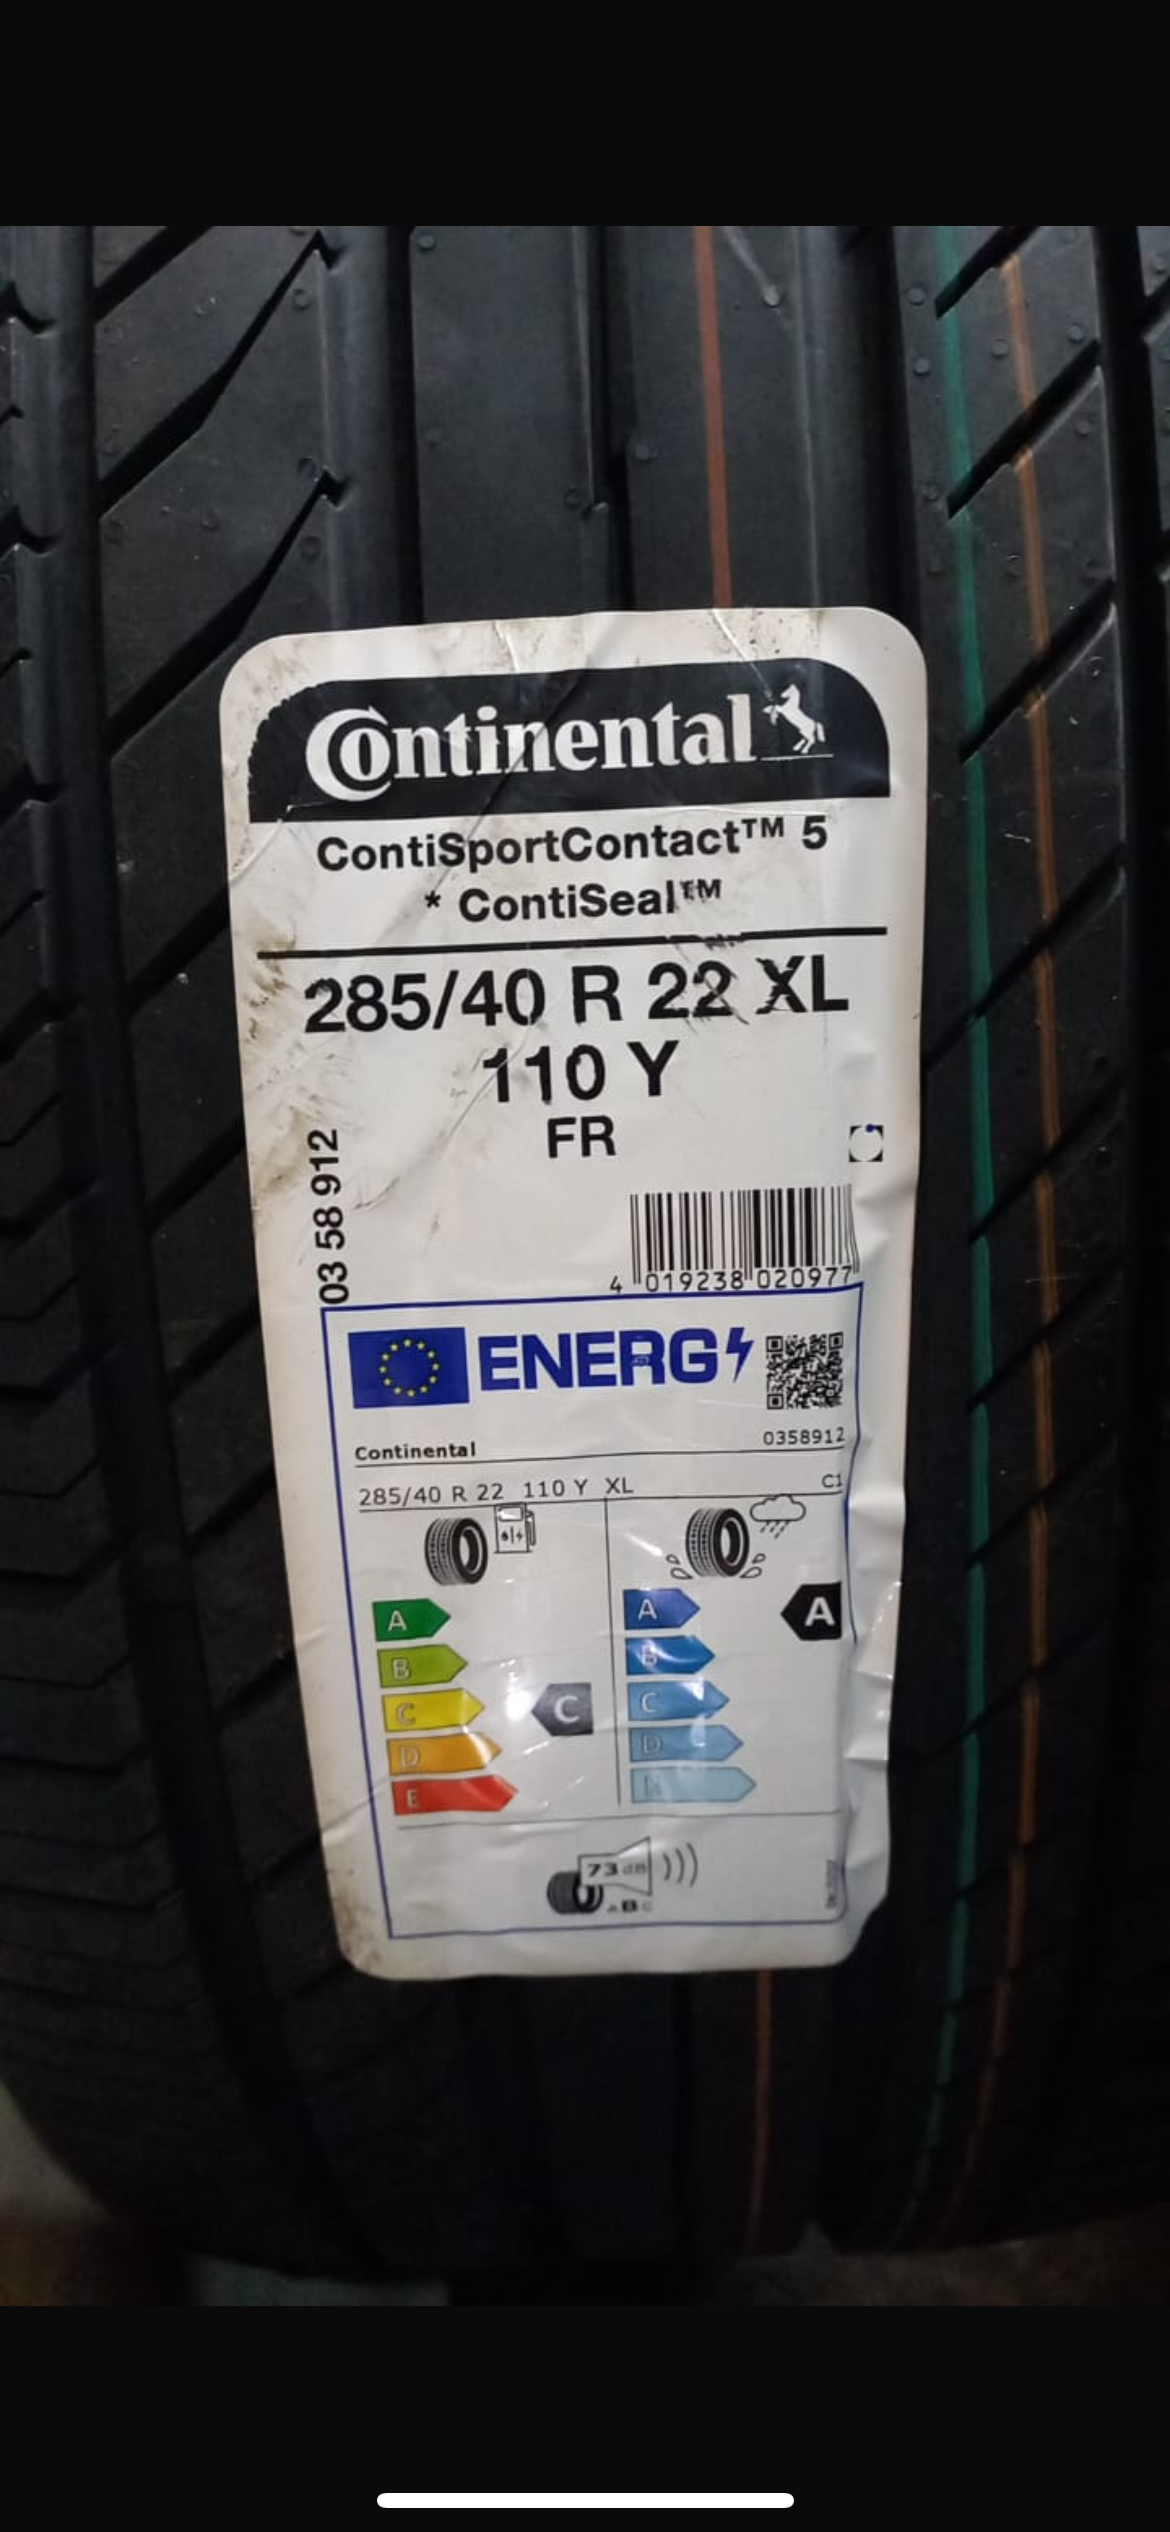 Continental
ContiSportContact™ 5
* ContiSeal™
285/40 R 22 XL
110 Y
FR
03 58 912
4 019238 020977
ENERG
Continental
0358912
285/40 R 22 110 Y XL
C1
A
B
C
D
E
C
A
B
C
D
E
A
73 dB
A B C